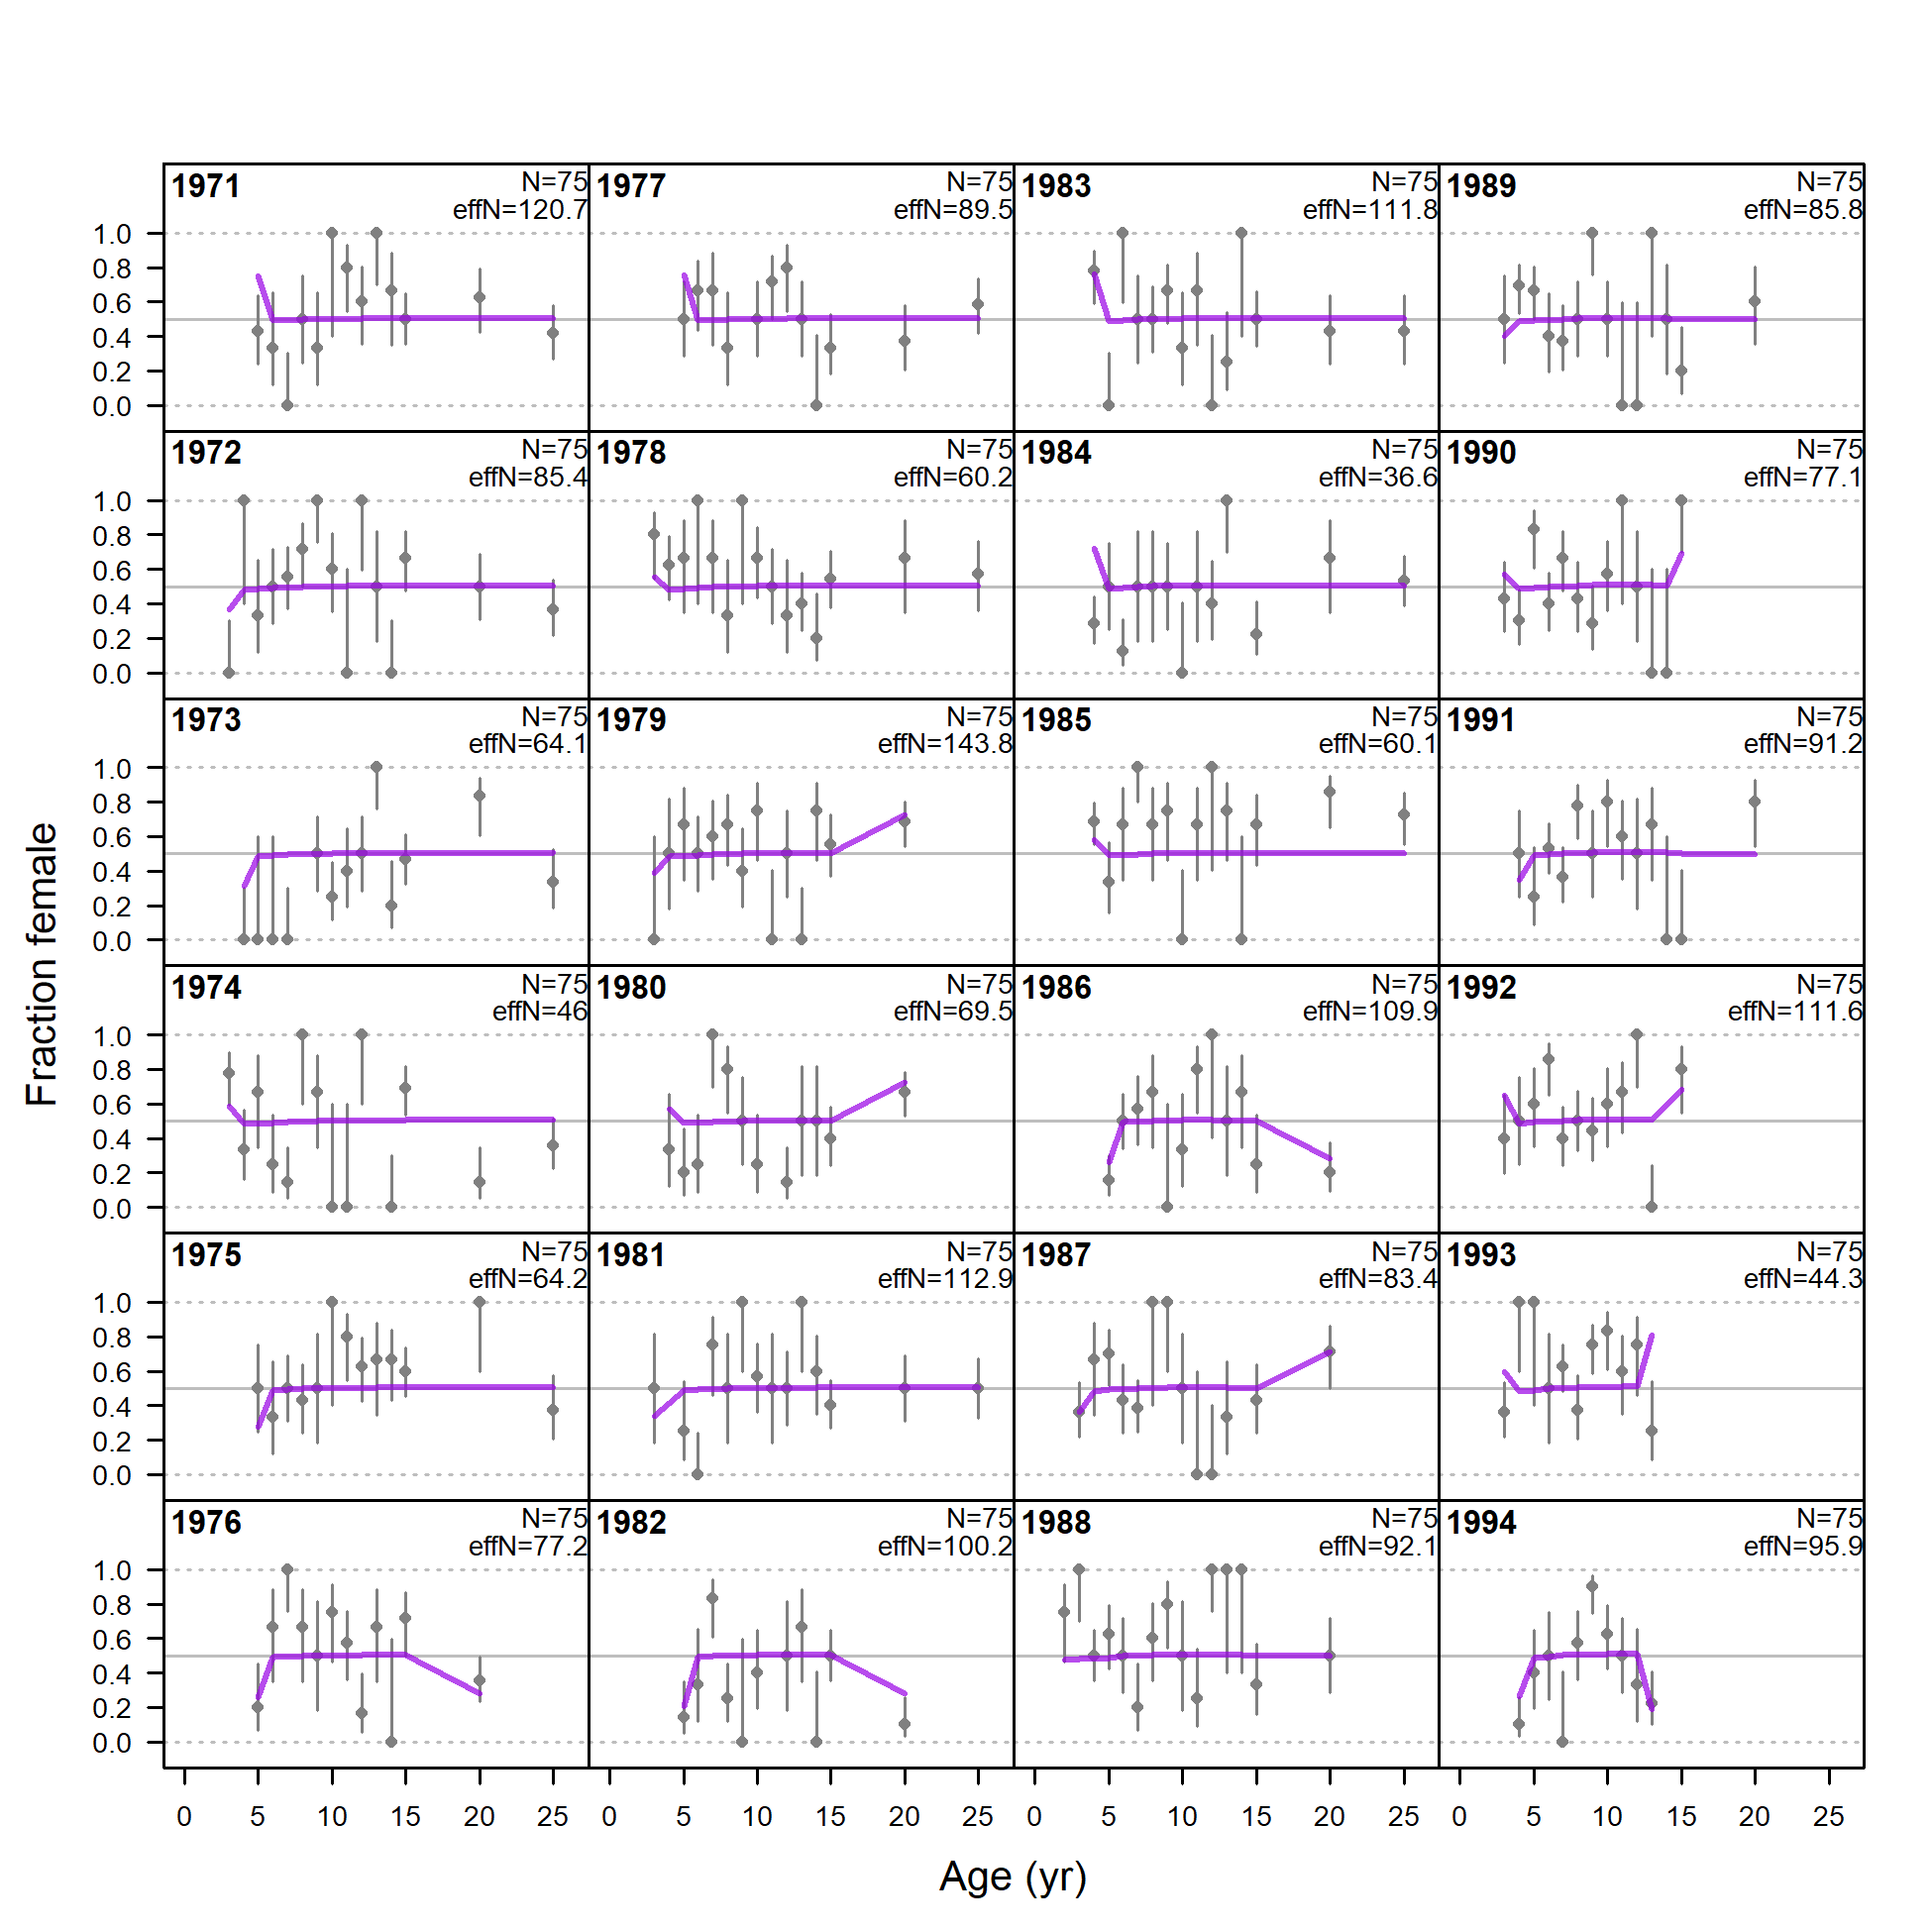 1971 N=75 1977 N=75 1983 N=75 1989 N=75
effN=120.7 effN=89.5 effN=111.8 effN=85.8
1.0
0.8
0.6
0.4
0.2
0.0
1972 N=75 1978 N=75 1984 N=75 1990 N=75
effN=85.4 effN=60.2 effN=36.6 effN=77.1
1.0
0.8
0.6
0.4
0.2
0.0
1973 N=75 1979 N=75 1985 N=75 1991 N=75
effN=64.1 effN=143.8 effN=60.1 effN=91.2
1.0
0.8
0.6
0.4
0.2
0.0
Fraction female
1974 N=75 1980 N=75 1986 N=75 1992 N=75
effN=46 effN=69.5 effN=109.9 effN=111.6
1.0
0.8
0.6
0.4
0.2
0.0
1975 N=75 1981 N=75 1987 N=75 1993 N=75
effN=64.2 effN=112.9 effN=83.4 effN=44.3
1.0
0.8
0.6
0.4
0.2
0.0
1976 N=75 1982 N=75 1988 N=75 1994 N=75
effN=77.2 effN=100.2 effN=92.1 effN=95.9
1.0
0.8
0.6
0.4
0.2
0.0
0 5 10 15 20 25 0 5 10 15 20 25 0 5 10 15 20 25 0 5 10 15 20 25
Age (yr)